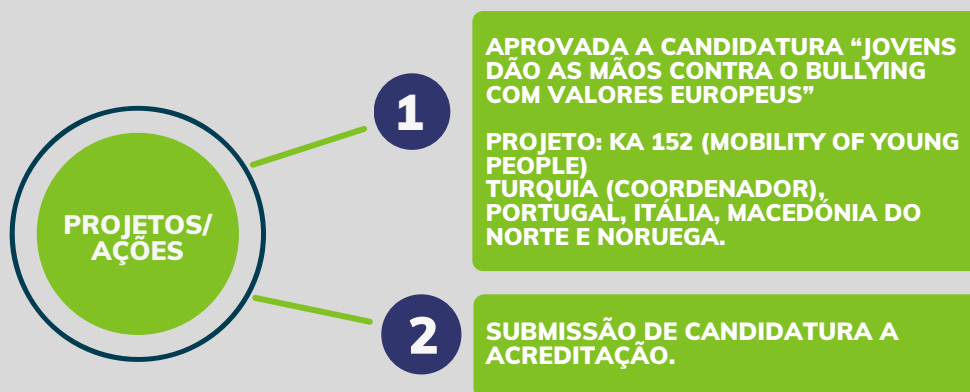 PROJETOS/
AÇÕES
1
APROVADA A CANDIDATURA “JOVENS
DÃO AS MÃOS CONTRA O BULLYING
COM VALORES EUROPEUS”
PROJETO: KA 152 (MOBILITY OF YOUNG
PEOPLE)
TURQUIA (COORDENADOR),
PORTUGAL, ITÁLIA, MACEDÓNIA DO
NORTE E NORUEGA.
2
SUBMISSÃO DE CANDIDATURA A
ACREDITAÇÃO.